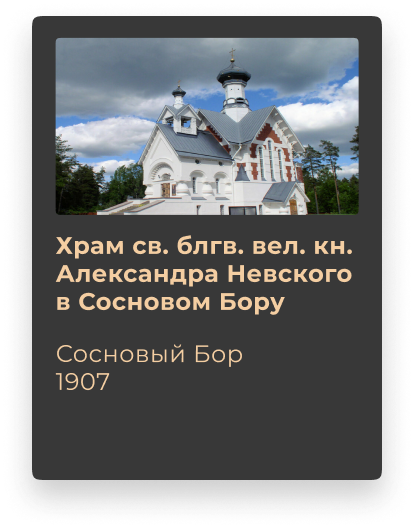 Храм св. блгв. вел. кн.
Александра Невского
в Сосновом Бору
Сосновый Бор
1907